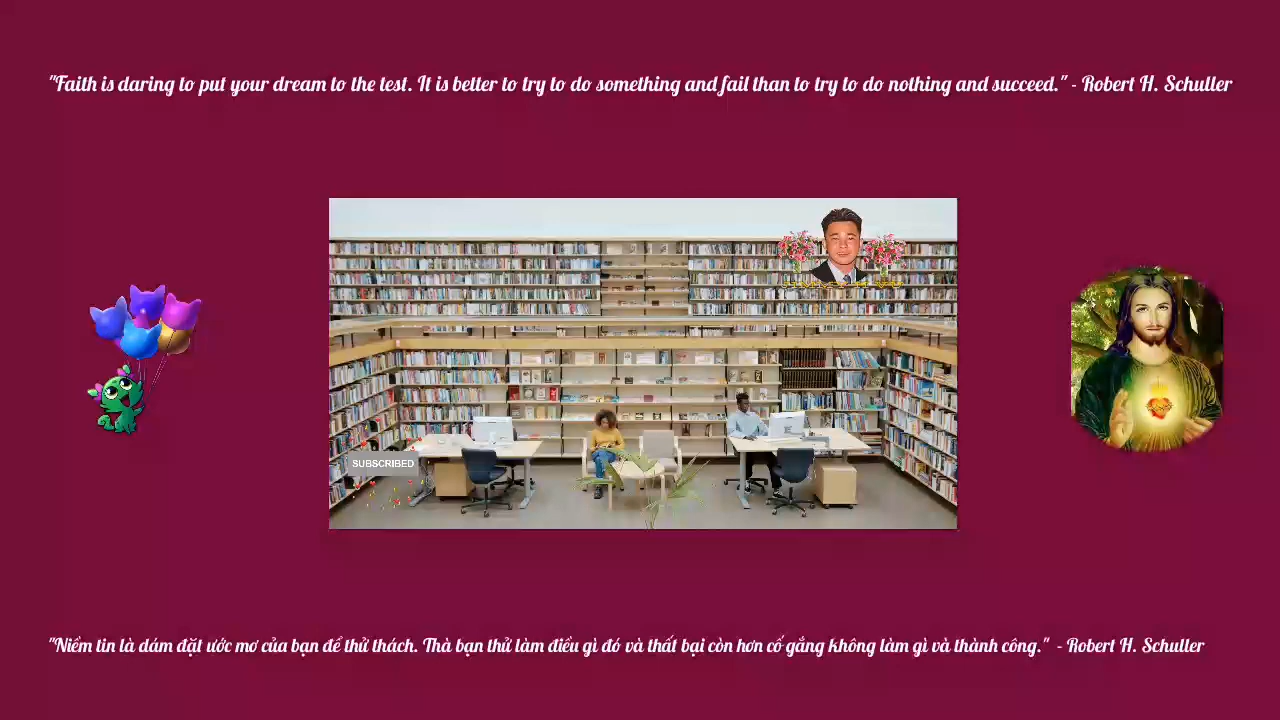 "Faith is daring to put your dream to the test. It is better to try to do something and fail than to try to do nothing and succeed." - Robert H. Schuller
SUBSCRIBED
"Niềm tin là dám đặt ước mơ của bạn để thử thách. Thà bạn thử làm điều gì đó và thất bại còn hơn cố gắng không làm gì và thành công." - Robert H. Schuller